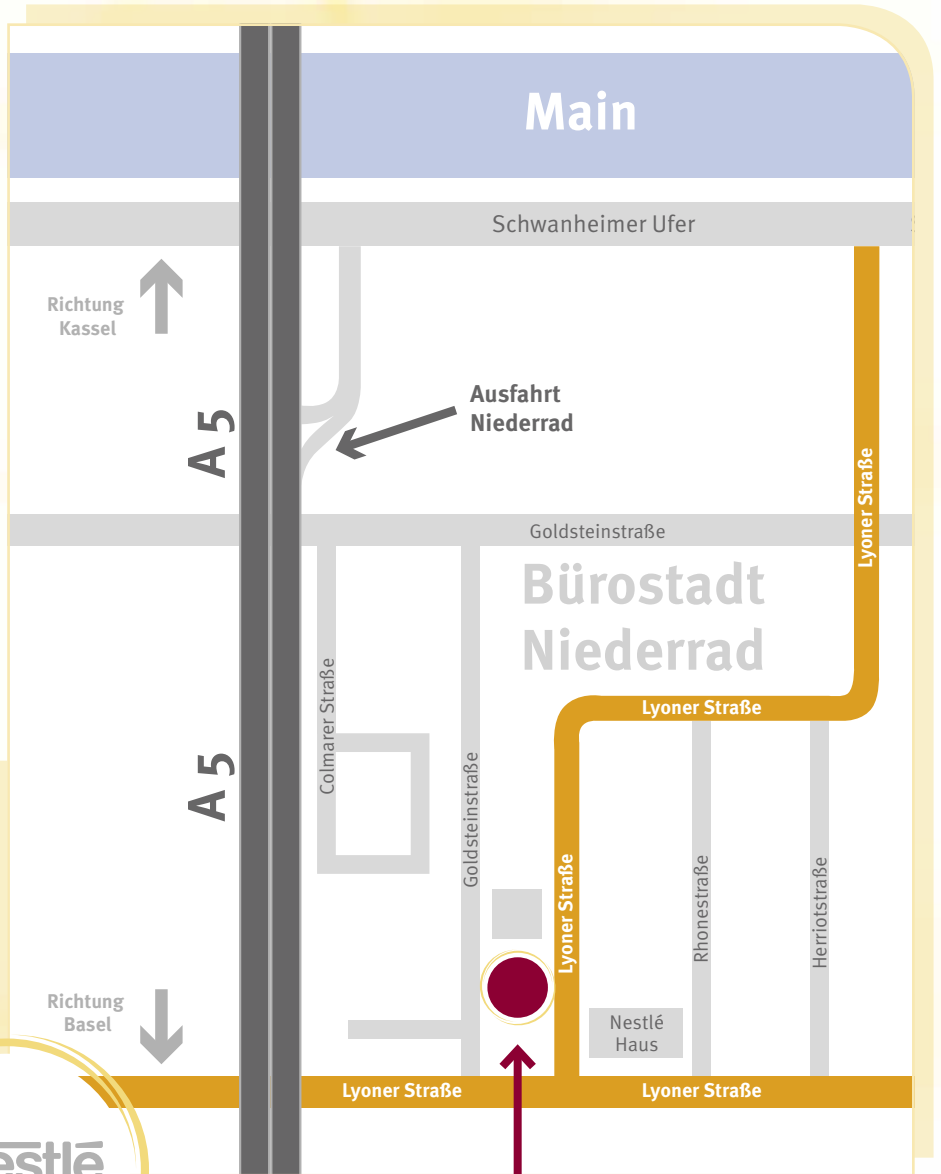 Main
Schwanheimer Ufer
Richtung
Kassel
Ausfahrt
Niederrad
A 5
Lyoner Straße
Goldsteinstraße
Bürostadt
Niederrad
Colmarer Straße
Lyoner Straße
A 5
Goldsteinstraße
Lyoner Straße
Rhonestraße
Herriotstraße
Richtung
Basel
Nestlé
Haus
Lyoner Straße
Lyoner Straße